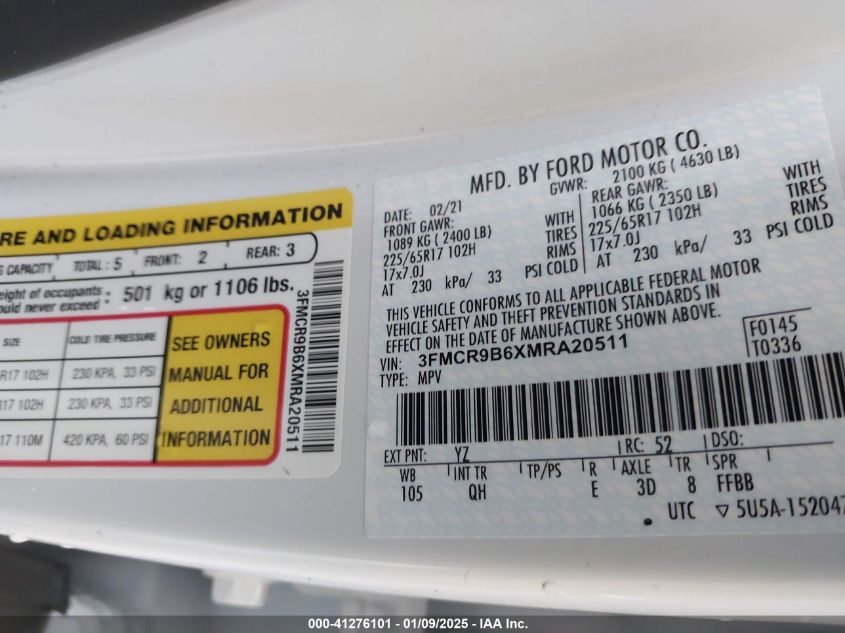 RE AND LOADING INFORMATION
CAPACITY TOTAL : 5 FRONT: 2 REAR: 3
eight of occupants
ould never exceed : 501 kg or 1106 lbs.
SIZE COLD TIRE PRESSURE
R17 102H 230 KPA, 33 PSI
R17 102H 230 KPA, 33 PSI
17 110M 420 KPA, 60 PSI
SEE OWNERS
MANUAL FOR
ADDITIONAL
INFORMATION
3FMCR9B6XMRA20511
MFD. BY FORD MOTOR CO.
DATE: 02/21 GVWR: 2100 KG ( 4630 LB)
FRONT GAWR: REAR GAWR:
1089 KG ( 2400 LB) WITH 1066 KG ( 2350 LB) WITH
225/65R17 102H TIRES 225/65R17 102H TIRES
17x7.0J RIMS 17x7.0J RIMS
AT 230 kPa/ 33 PSI COLD AT 230 kPa/ 33 PSI COLD
THIS VEHICLE CONFORMS TO ALL APPLICABLE FEDERAL MOTOR
VEHICLE SAFETY AND THEFT PREVENTION STANDARDS IN
EFFECT ON THE DATE OF MANUFACTURE SHOWN ABOVE.
VIN: 3FMCR9B6XMRA20511 F0145
TYPE: MPV T0336
EXT PNT: YZ RC: 52 DSO:
WB INT TR TP/PS R AXLE TR SPR
105 QH E 3D 8 FFBB
UTC ▽ 5U5A-15204
000-41276101 - 01/09/2025 - IAA Inc.